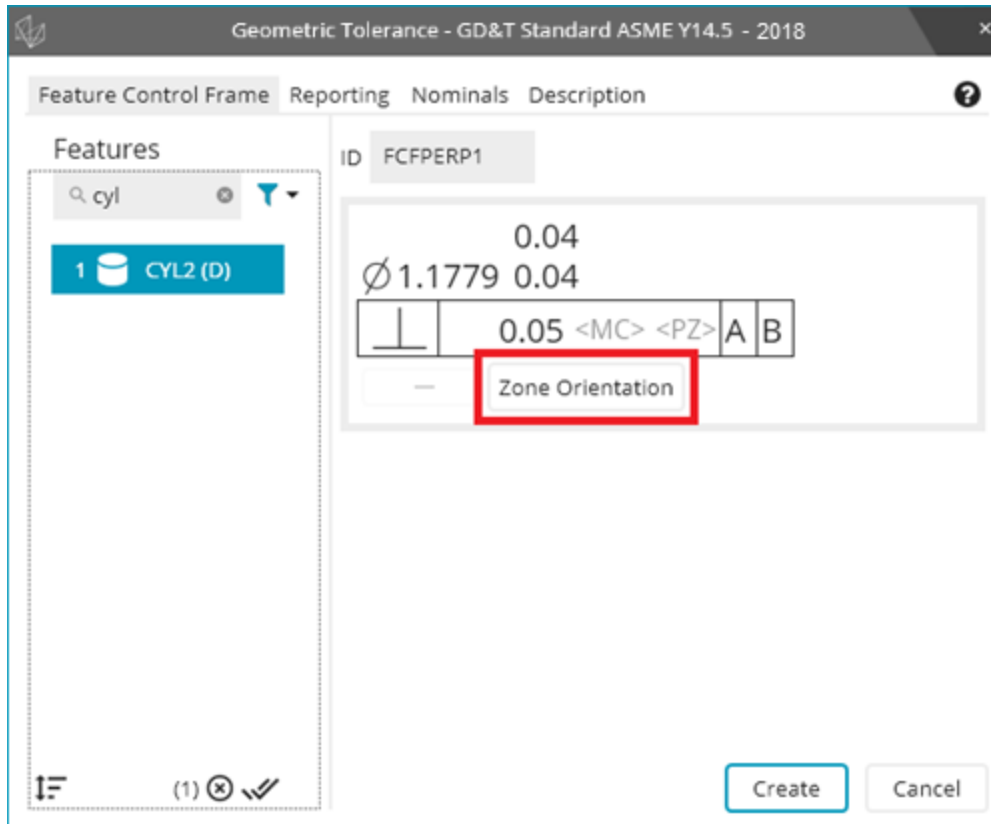 Geometric Tolerance - GD&T Standard ASME Y14.5 - 2018
Feature Control Frame Reporting Nominals Description
Features
ID FCFPERP1
cyl
1 CYL2 (D)
0.04
∅1.1779 0.04
⊥ 0.05 <MC> <PZ> A B
— Zone Orientation
(1)
Create Cancel